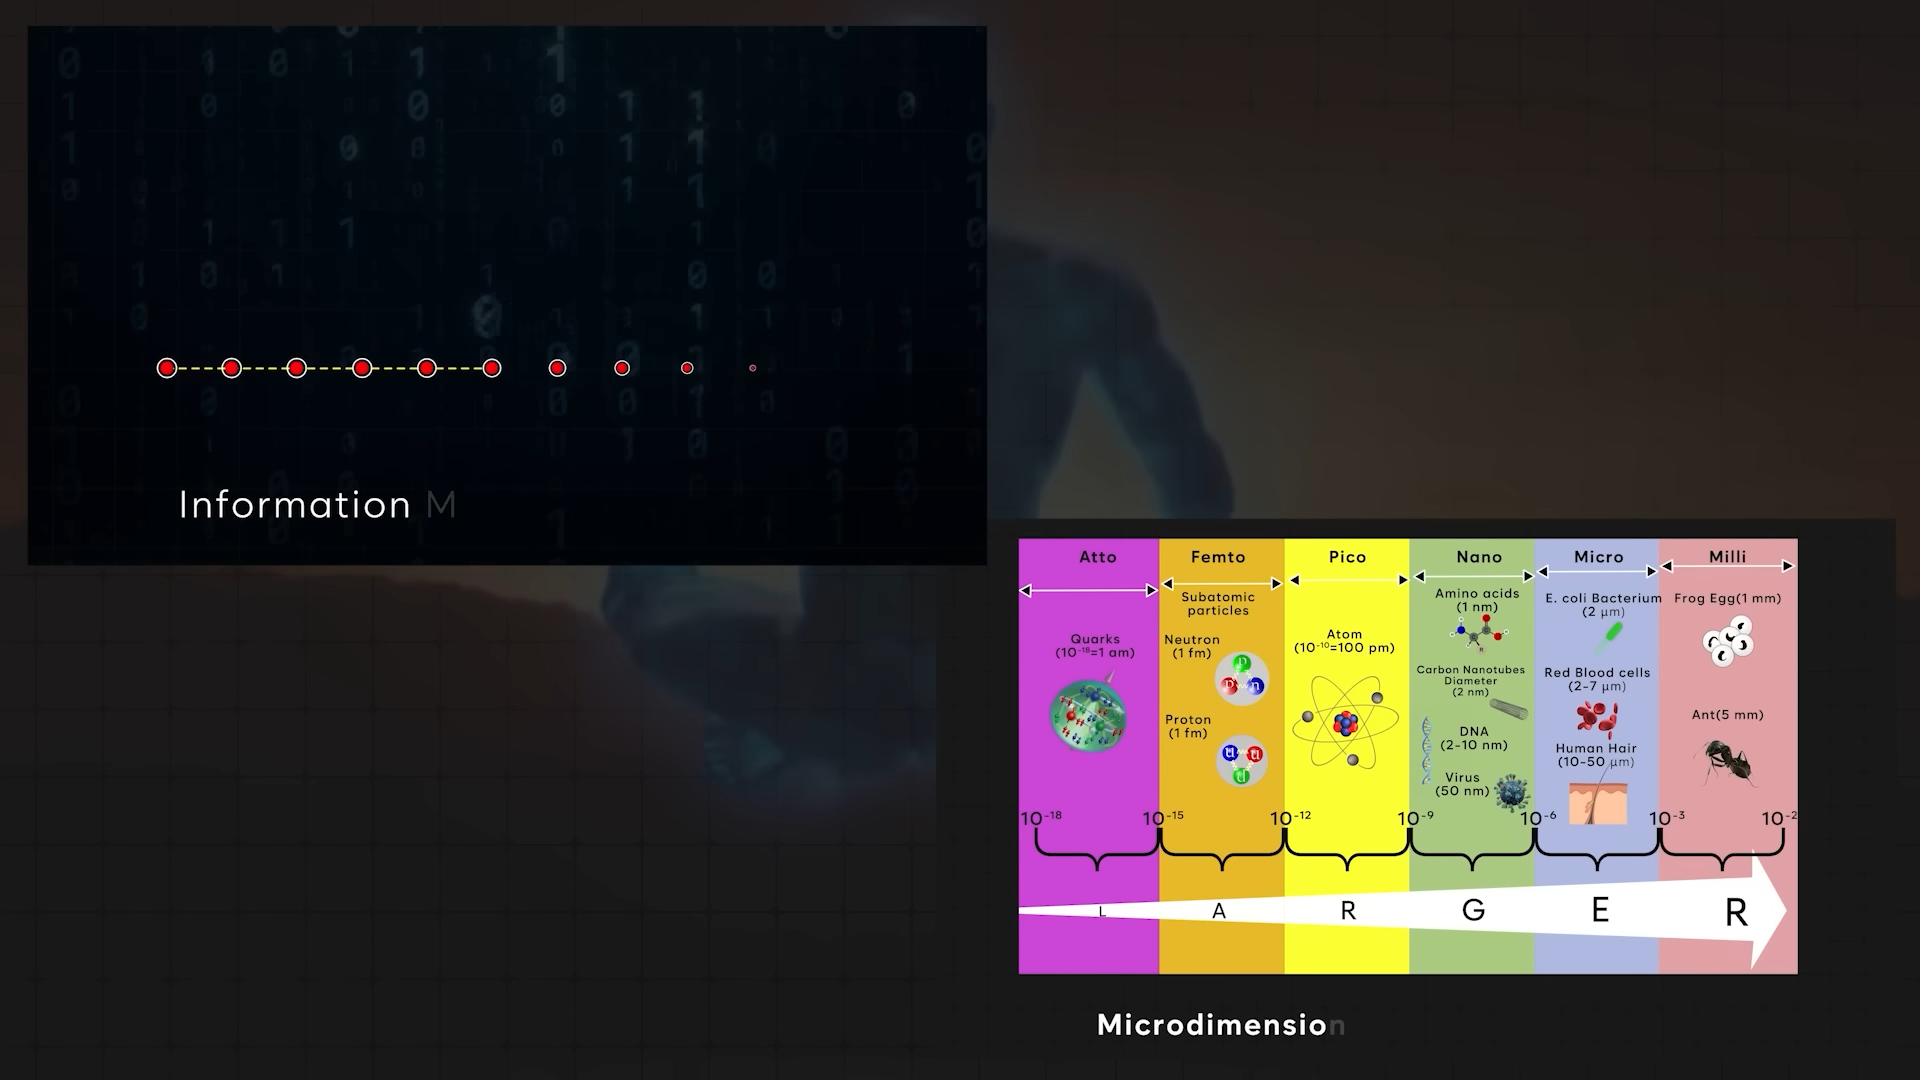 Information M
Atto
Femto
Pico
Nano
Micro
Milli
Quarks
(10⁻¹⁸=1 am)
Subatomic
particles
Neutron
(1 fm)
Proton
(1 fm)
Atom
(10⁻¹⁰=100 pm)
Amino acids
(1 nm)
Carbon Nanotubes
Diameter
(2 nm)
DNA
(2-10 nm)
Virus
(50 nm)
E. coli Bacterium
(2 μm)
Red Blood cells
(2-7 μm)
Human Hair
(10-50 μm)
Frog Egg(1 mm)
Ant(5 mm)
10⁻¹⁸ 10⁻¹⁵ 10⁻¹² 10⁻⁹ 10⁻⁶ 10⁻³ 10⁻²
L A R G E R
Microdimension